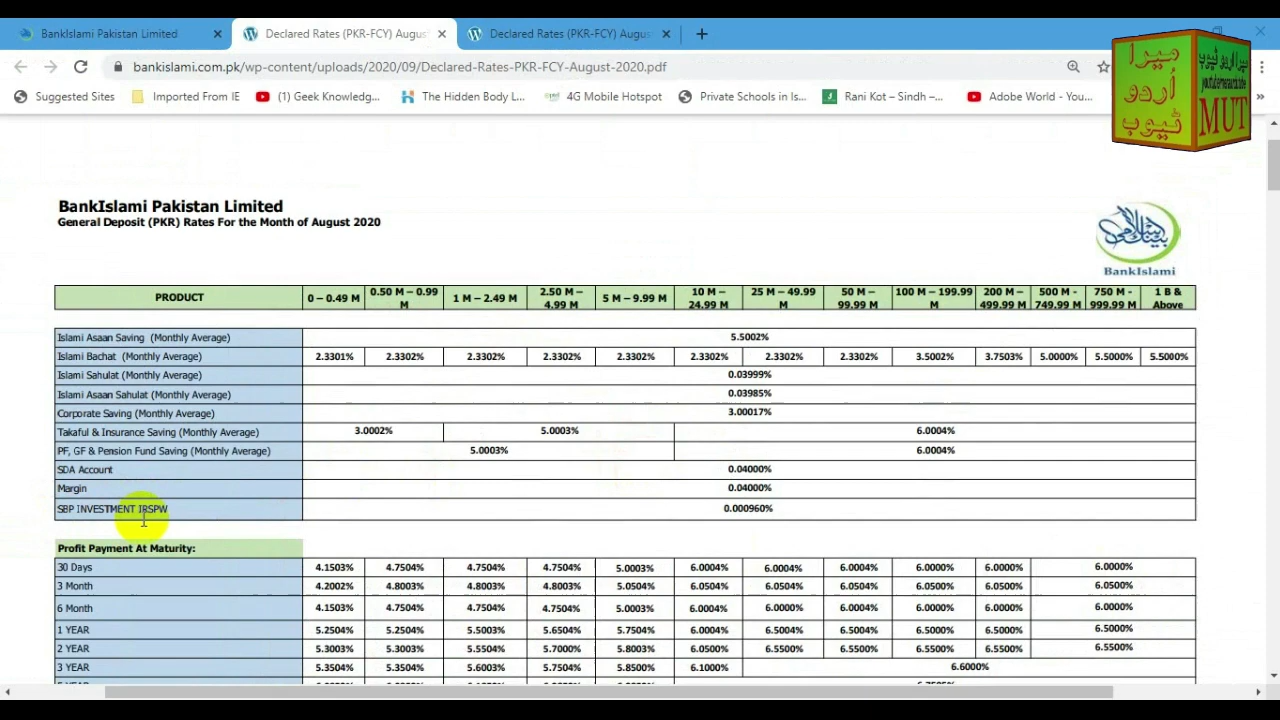 BankIslami Pakistan Limited
Declared Rates (PKR-FCY) Augus
Declared Rates (PKR-FCY) Augus
bankislami.com.pk/wp-content/uploads/2020/09/Declared-Rates-PKR-FCY-August-2020.pdf
Suggested Sites Imported From IE (1) Geek Knowledg... The Hidden Body L... 4G Mobile Hotspot Private Schools in Is... Rani Kot – Sindh –... Adobe World - You...
میرا
اُردو
ٹیوب
میرا اردو ٹیوب
MUT
BankIslami Pakistan Limited
General Deposit (PKR) Rates For the Month of August 2020
بینک اسلامی
BankIslami
PRODUCT 0 – 0.49 M 0.50 M – 0.99 M 1 M – 2.49 M 2.50 M – 4.99 M 5 M – 9.99 M 10 M – 24.99 M 25 M – 49.99 M 50 M – 99.99 M 100 M – 199.99 M 200 M – 499.99 M 500 M - 749.99 M 750 M - 999.99 M 1 B & Above
Islami Asaan Saving (Monthly Average) 5.5002%
Islami Bachat (Monthly Average) 2.3301% 2.3302% 2.3302% 2.3302% 2.3302% 2.3302% 2.3302% 2.3302% 3.5002% 3.7503% 5.0000% 5.5000% 5.5000%
Islami Sahulat (Monthly Average) 0.03999%
Islami Asaan Sahulat (Monthly Average) 0.03985%
Corporate Saving (Monthly Average) 3.00017%
Takaful & Insurance Saving (Monthly Average) 3.0002% 5.0003% 6.0004%
PF, GF & Pension Fund Saving (Monthly Average) 5.0003% 6.0004%
SDA Account 0.04000%
Margin 0.04000%
SBP INVESTMENT IRSPW 0.000960%
Profit Payment At Maturity:
30 Days 4.1503% 4.7504% 4.7504% 4.7504% 5.0003% 6.0004% 6.0004% 6.0004% 6.0000% 6.0000% 6.0000%
3 Month 4.2002% 4.8003% 4.8003% 4.8003% 5.0504% 6.0504% 6.0504% 6.0504% 6.0500% 6.0500% 6.0500%
6 Month 4.1503% 4.7504% 4.7504% 4.7504% 5.0003% 6.0004% 6.0000% 6.0004% 6.0000% 6.0000% 6.0000%
1 YEAR 5.2504% 5.2504% 5.5003% 5.6504% 5.7504% 6.0004% 6.5004% 6.5004% 6.5000% 6.5000% 6.5000%
2 YEAR 5.3003% 5.3003% 5.5504% 5.7000% 5.8003% 6.0500% 6.5500% 6.5500% 6.5500% 6.5500% 6.5500%
3 YEAR 5.3504% 5.3504% 5.6003% 5.7504% 5.8500% 6.1000% 6.6000%